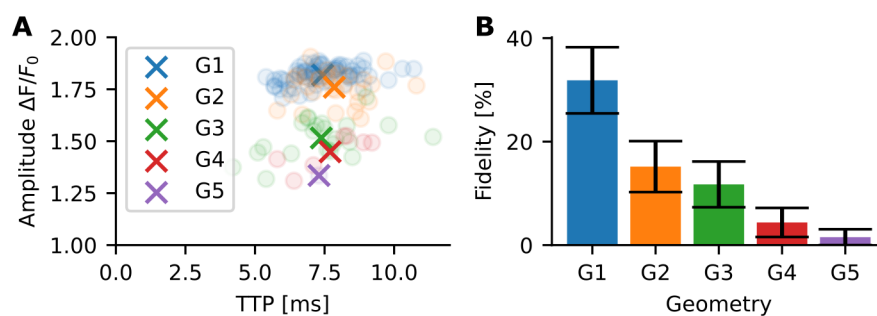 A
2.00
1.75
1.50
1.25
1.00
Amplitude ΔF/F₀
G1
G2
G3
G4
G5
0.0 2.5 5.0 7.5 10.0
TTP [ms]
B
40
20
0
Fidelity [%]
G1 G2 G3 G4 G5
Geometry